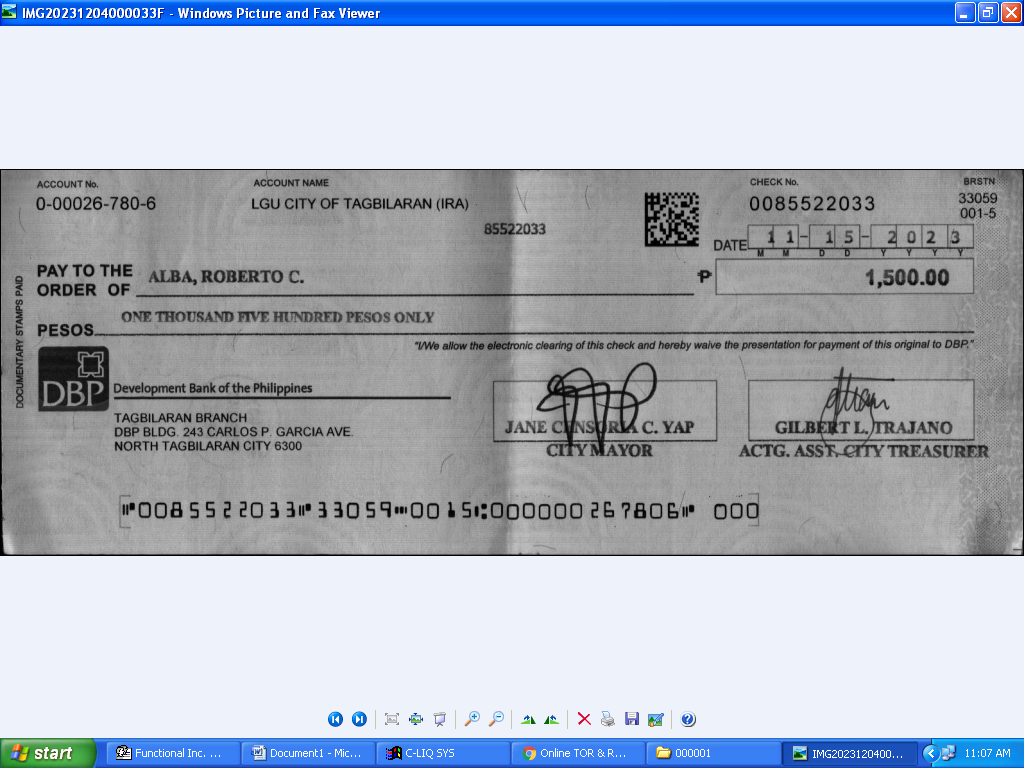 IMG20231204000033F - Windows Picture and Fax Viewer
ACCOUNT No.
0-00026-780-6
ACCOUNT NAME
LGU CITY OF TAGBILARAN (IRA)
85522033
CHECK No.
0085522033
BRSTN
33059
001-5
DATE 1 1 - 1 5 - 2 0 2 3
M M D D Y Y Y Y
PAY TO THE
ORDER OF ALBA, ROBERTO C.
₱ 1,500.00
ONE THOUSAND FIVE HUNDRED PESOS ONLY
PESOS
DOCUMENTARY STAMPS PAID
"I/We allow the electronic clearing of this check and hereby waive the presentation for payment of this original to DBP."
DBP
Development Bank of the Philippines
TAGBILARAN BRANCH
DBP BLDG. 243 CARLOS P. GARCIA AVE.
NORTH TAGBILARAN CITY 6300
JANE CENSORIA C. YAP
CITY MAYOR
GILBERT L. TRAJANO
ACTG. ASST. CITY TREASURER
⑈0085522033⑈33059⑉0015⑆000000267806⑈ 000
start
Functional Inc. ...
Document1 - Mic...
C-LIQ SYS
Online TOR & R...
000001
IMG2023120400...
11:07 AM